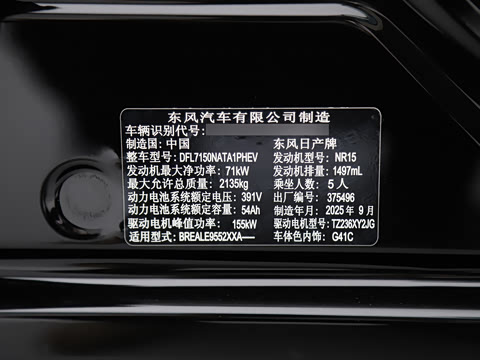 东风汽车有限公司制造
车辆识别代号:
制造国: 中国 东风日产牌
整车型号: DFL7150NATA1PHEV 发动机型号: NR15
发动机最大净功率: 71kW 发动机排量: 1497mL
最大允许总质量: 2135kg 乘坐人数: 5人
动力电池系统额定电压: 391V 出厂编号: 375496
动力电池系统额定容量: 54Ah 制造年月: 2025年9月
驱动电机峰值功率: 155kW 驱动电机型号: TZ236XY2JG
适用型式: BREALE9552XXA—— 车体色内饰: G41C